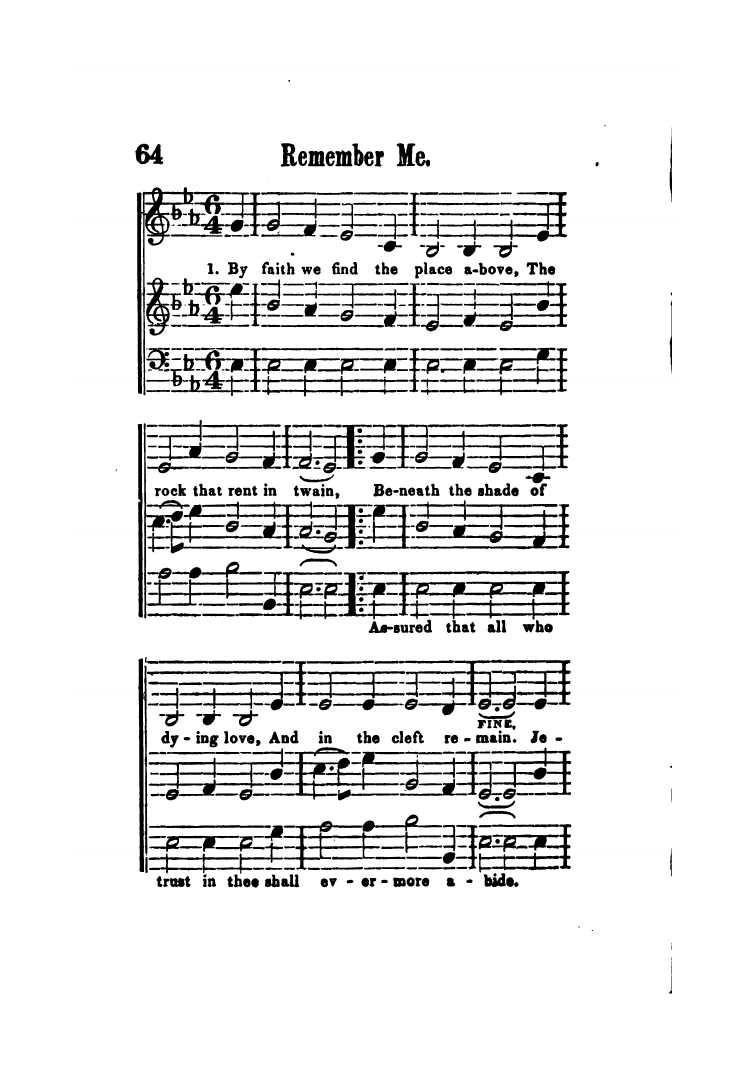 64 Remember Me.
1. By faith we find the place a-bove, The
rock that rent in twain, Be-neath the shade of
As-sured that all who
dy - ing love, And in the cleft re - main. Je -
FINE.
trust in thee shall ev - er - more a - bide.